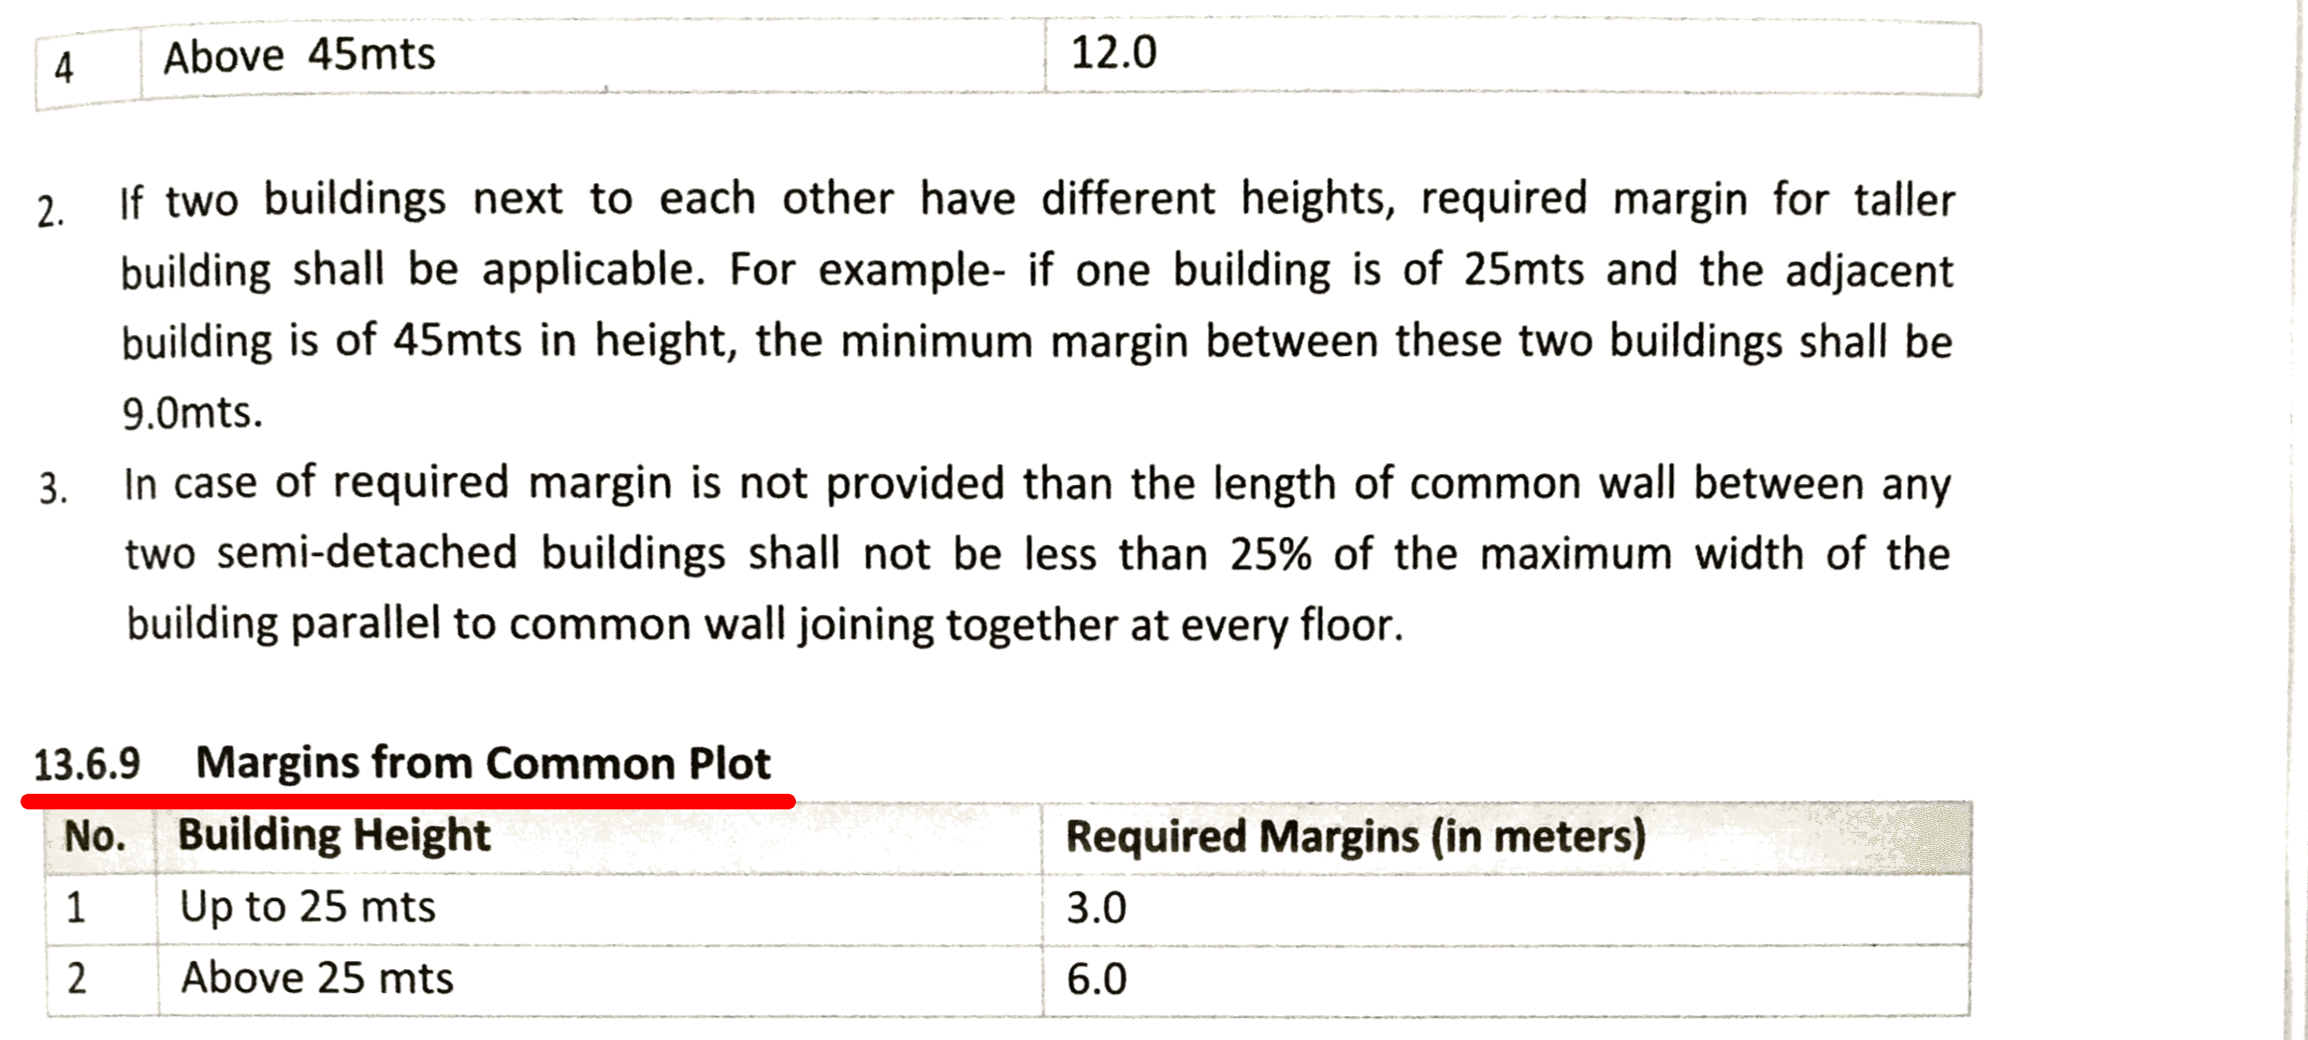 4 Above 45mts 12.0
2. If two buildings next to each other have different heights, required margin for taller
building shall be applicable. For example- if one building is of 25mts and the adjacent
building is of 45mts in height, the minimum margin between these two buildings shall be
9.0mts.
3. In case of required margin is not provided than the length of common wall between any
two semi-detached buildings shall not be less than 25% of the maximum width of the
building parallel to common wall joining together at every floor.
13.6.9 Margins from Common Plot
No. Building Height Required Margins (in meters)
1 Up to 25 mts 3.0
2 Above 25 mts 6.0